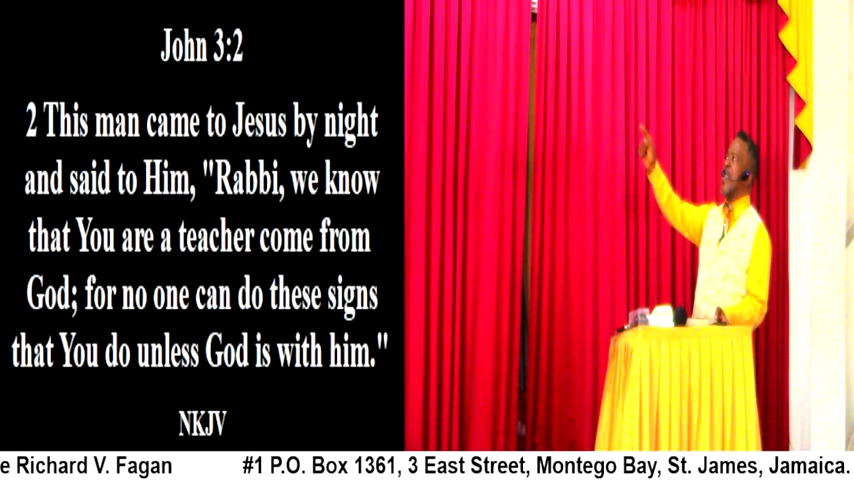 John 3:2
2 This man came to Jesus by night
and said to Him, "Rabbi, we know
that You are a teacher come from
God; for no one can do these signs
that You do unless God is with him."
NKJV
e Richard V. Fagan #1 P.O. Box 1361, 3 East Street, Montego Bay, St. James, Jamaica.